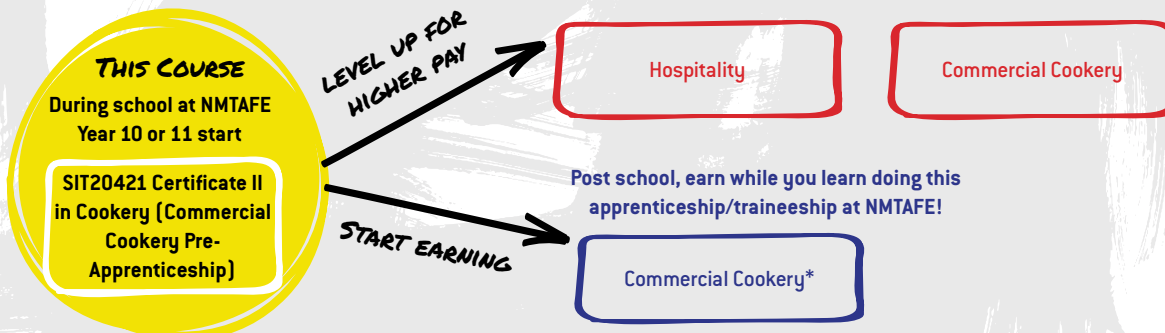 THIS COURSE
During school at NMTAFE
Year 10 or 11 start
SIT20421 Certificate II
in Cookery (Commercial
Cookery Pre-
Apprenticeship)
LEVEL UP FOR
HIGHER PAY
Hospitality
Commercial Cookery
START EARNING
Post school, earn while you learn doing this
apprenticeship/traineeship at NMTAFE!
Commercial Cookery*